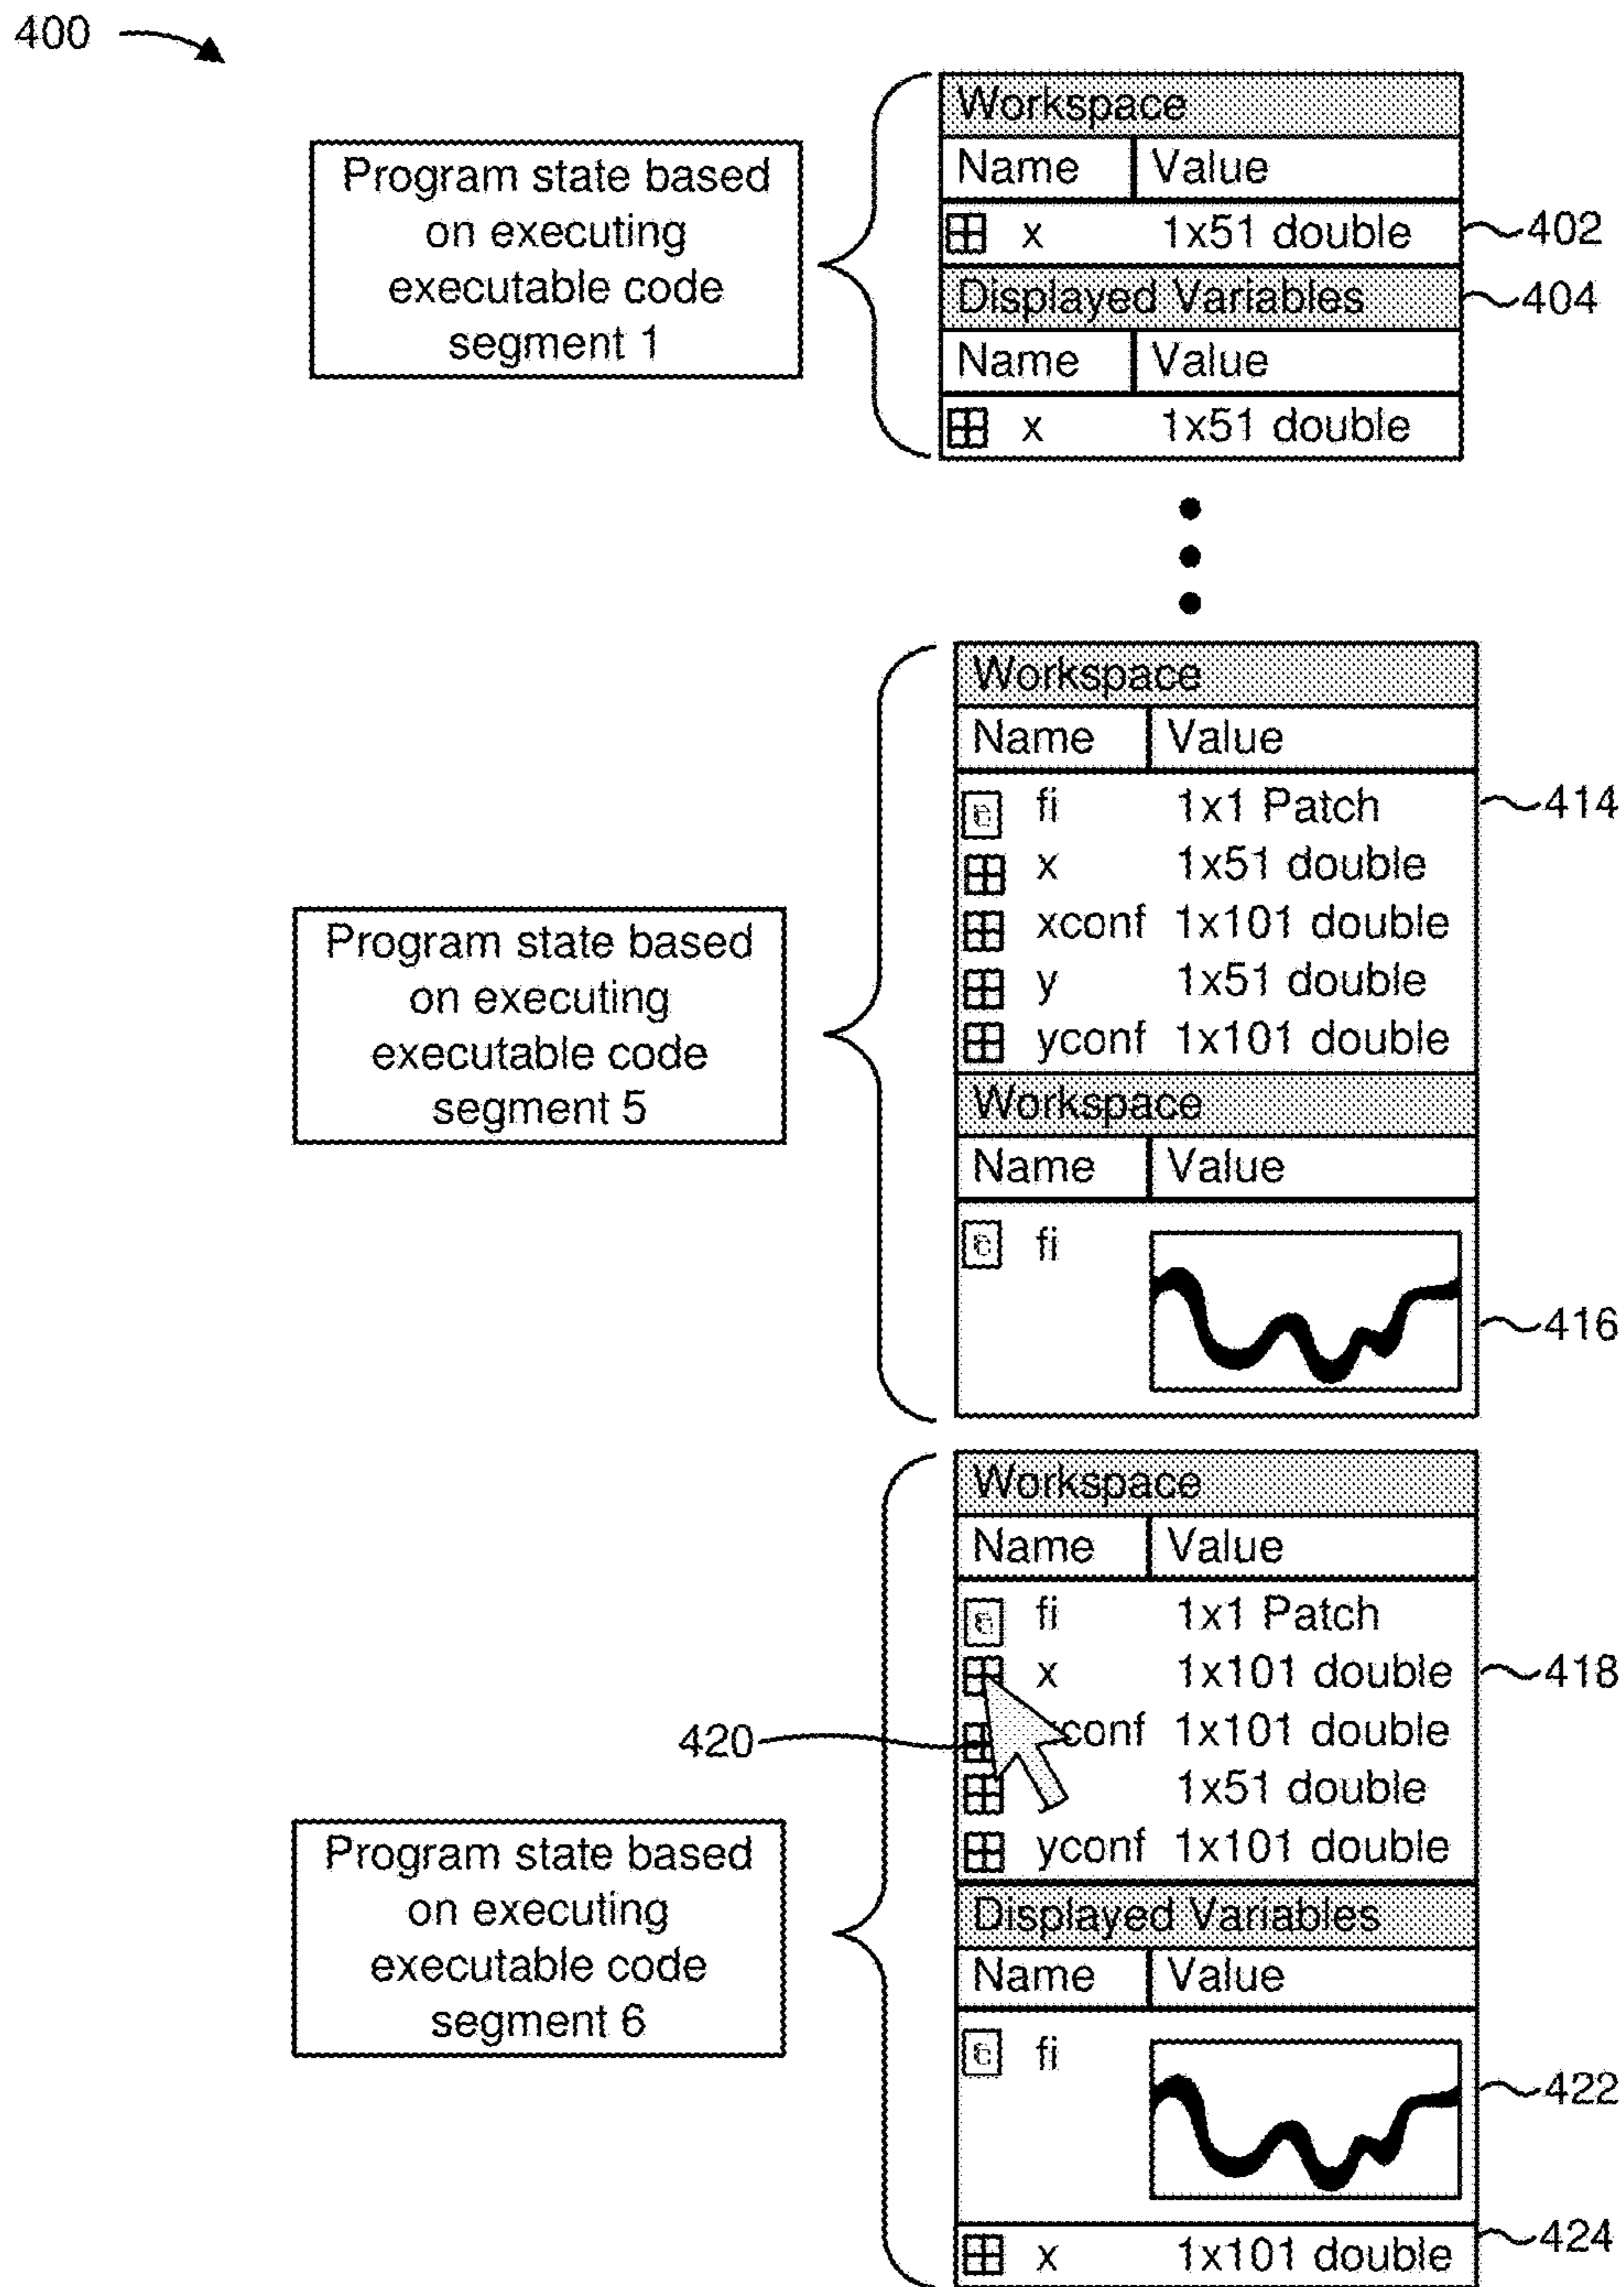 400
Workspace
Name Value
Program state based
on executing
executable code
segment 1
x 1x51 double
402
Displayed Variables
404
Name Value
x 1x51 double
Workspace
Name Value
fi 1x1 Patch
414
x 1x51 double
xconf 1x101 double
y 1x51 double
yconf 1x101 double
Program state based
on executing
executable code
segment 5
Workspace
Name Value
fi
416
Workspace
Name Value
fi 1x1 Patch
x 1x101 double
418
420
conf 1x101 double
1x51 double
yconf 1x101 double
Program state based
on executing
executable code
segment 6
Displayed Variables
Name Value
fi
422
x 1x101 double
424